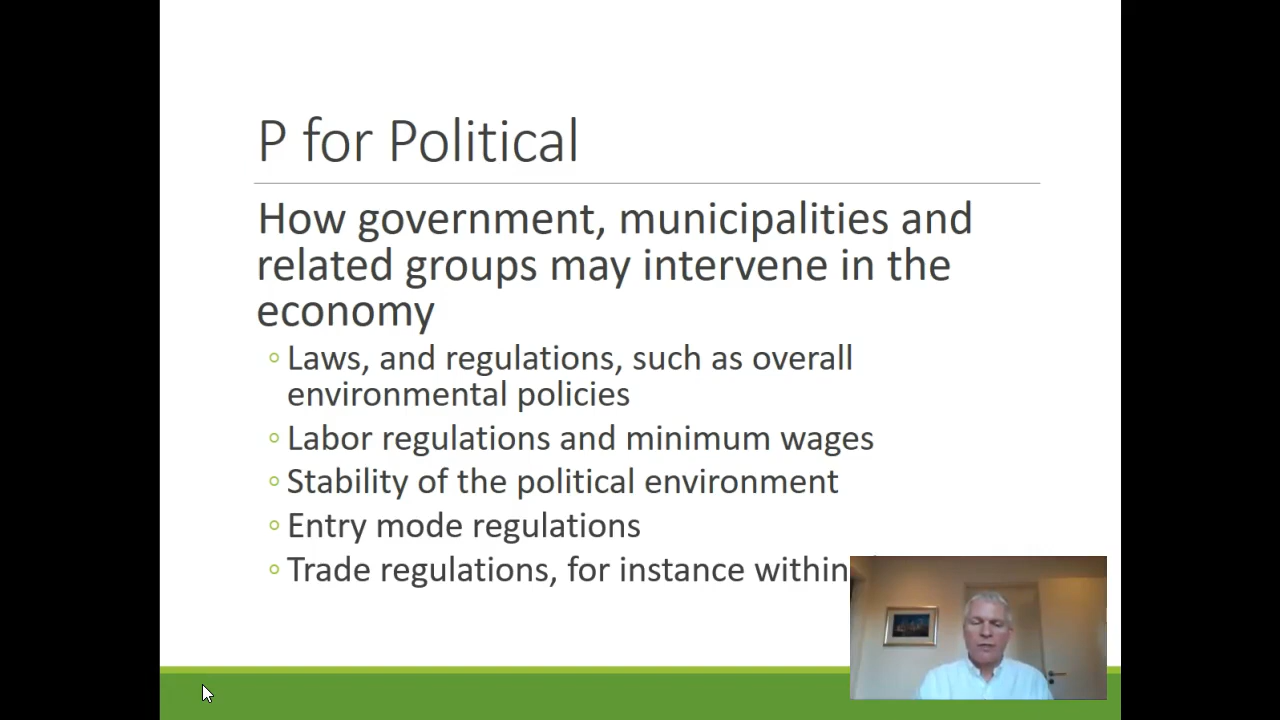 P for Political
How government, municipalities and
related groups may intervene in the
economy
Laws, and regulations, such as overall
environmental policies
Labor regulations and minimum wages
Stability of the political environment
Entry mode regulations
Trade regulations, for instance within